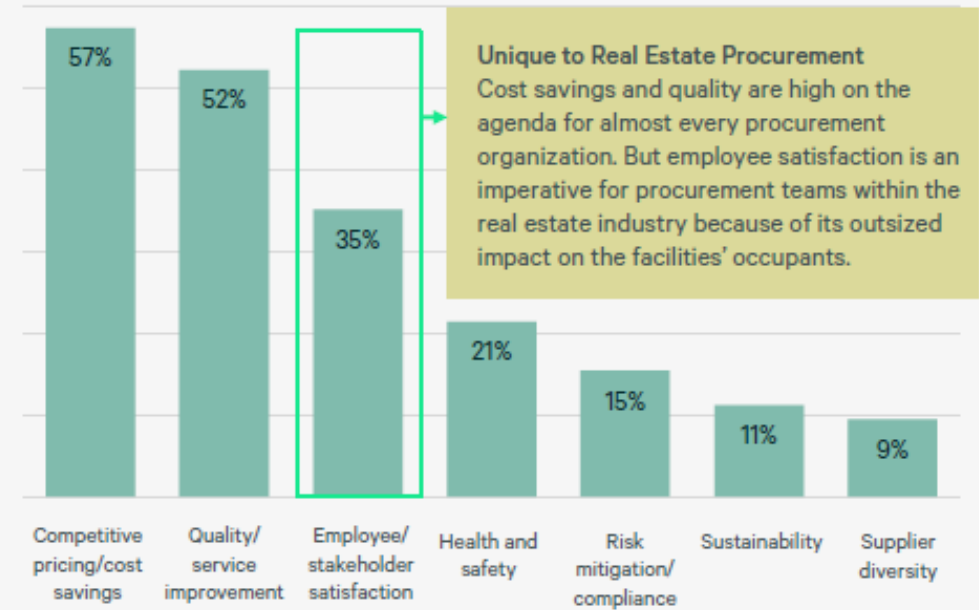 57%
52%
35%
21%
15%
11%
9%
Unique to Real Estate Procurement
Cost savings and quality are high on the
agenda for almost every procurement
organization. But employee satisfaction is an
imperative for procurement teams within the
real estate industry because of its outsized
impact on the facilities’ occupants.
Competitive
pricing/cost
savings
Quality/
service
improvement
Employee/
stakeholder
satisfaction
Health and
safety
Risk
mitigation/
compliance
Sustainability
Supplier
diversity